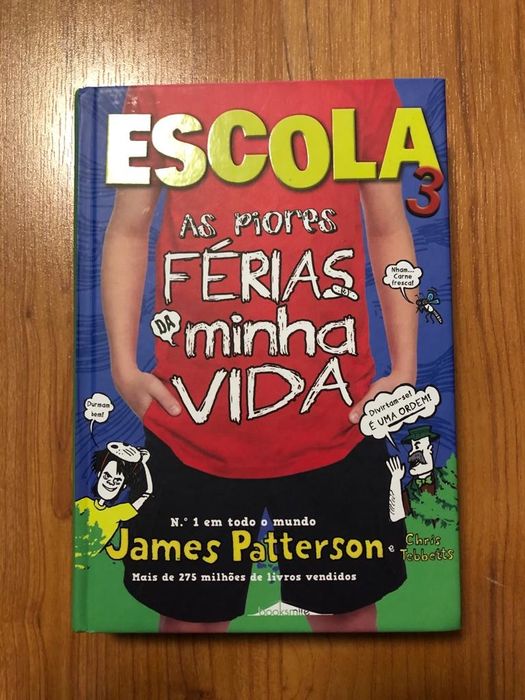 ESCOLA
3
AS PIORES
FÉRIAS
DA minha
VIDA
Nham...
Carne
fresca!
Durmam
bem!
Divirtam-se!
É UMA ORDEM!
N.º 1 em todo o mundo
James Patterson e Chris
Tebbetts
Mais de 275 milhões de livros vendidos
booksmile